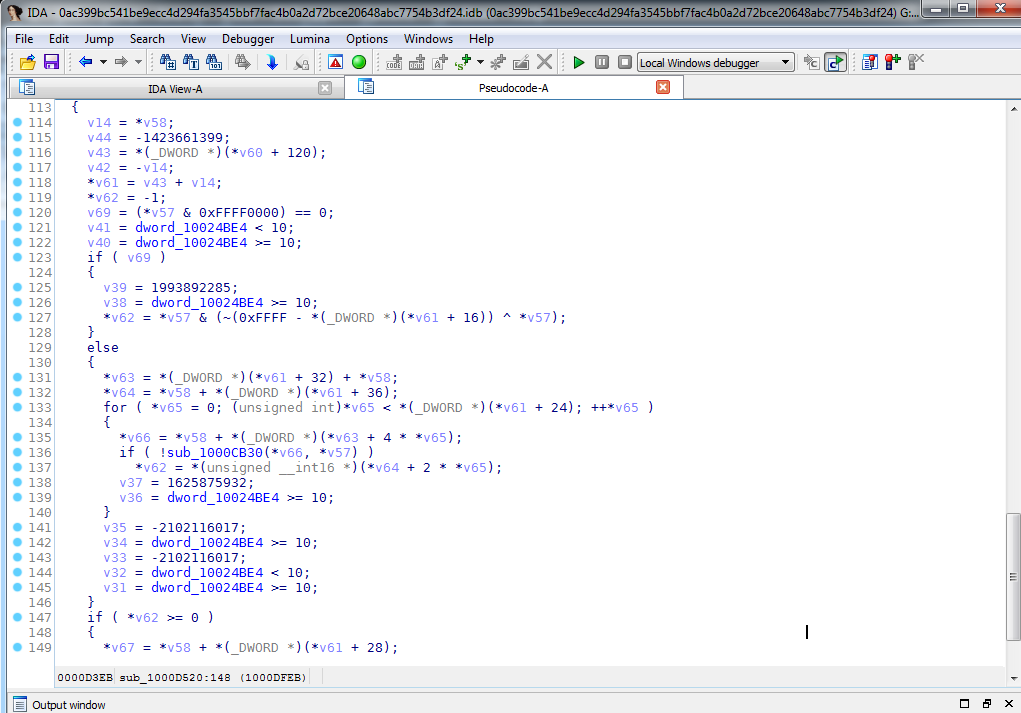 IDA - 0ac399bc541be9ecc4d294fa3545bbf7fac4b0a2d72bce20648abc7754b3df24.idb (0ac399bc541be9ecc4d294fa3545bbf7fac4b0a2d72bce20648abc7754b3df24) G:...
File Edit Jump Search View Debugger Lumina Options Windows Help
Local Windows debugger
IDA View-A Pseudocode-A
113 {
114 v14 = *v58;
115 v44 = -1423661399;
116 v43 = *(_DWORD *)(*v60 + 120);
117 v42 = -v14;
118 *v61 = v43 + v14;
119 *v62 = -1;
120 v69 = (*v57 & 0xFFFF0000) == 0;
121 v41 = dword_10024BE4 < 10;
122 v40 = dword_10024BE4 >= 10;
123 if ( v69 )
124 {
125 v39 = 1993892285;
126 v38 = dword_10024BE4 >= 10;
127 *v62 = *v57 & (~(0xFFFF - *(_DWORD *)(*v61 + 16)) ^ *v57);
128 }
129 else
130 {
131 *v63 = *(_DWORD *)(*v61 + 32) + *v58;
132 *v64 = *v58 + *(_DWORD *)(*v61 + 36);
133 for ( *v65 = 0; (unsigned int)*v65 < *(_DWORD *)(*v61 + 24); ++*v65 )
134 {
135 *v66 = *v58 + *(_DWORD *)(*v63 + 4 * *v65);
136 if ( !sub_1000CB30(*v66, *v57) )
137 *v62 = *(unsigned __int16 *)(*v64 + 2 * *v65);
138 v37 = 1625875932;
139 v36 = dword_10024BE4 >= 10;
140 }
141 v35 = -2102116017;
142 v34 = dword_10024BE4 >= 10;
143 v33 = -2102116017;
144 v32 = dword_10024BE4 < 10;
145 v31 = dword_10024BE4 >= 10;
146 }
147 if ( *v62 >= 0 )
148 {
149 *v67 = *v58 + *(_DWORD *)(*v61 + 28);
0000D3EB sub_1000D520:148 (1000DFEB)
Output window